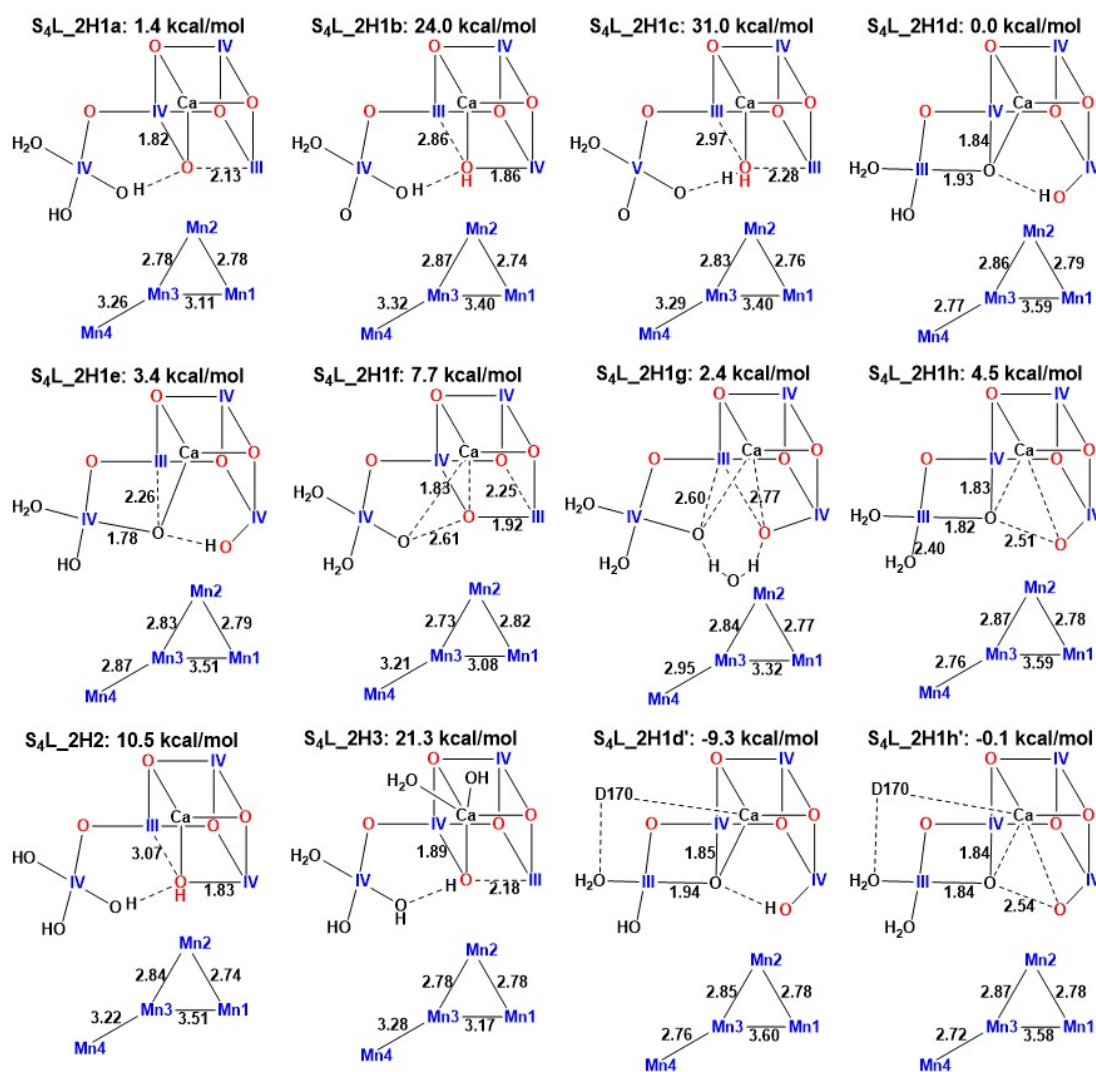 S₄L_2H1a: 1.4 kcal/mol S₄L_2H1b: 24.0 kcal/mol S₄L_2H1c: 31.0 kcal/mol S₄L_2H1d: 0.0 kcal/mol
O IV O IV O IV O IV
Ca O Ca O Ca O Ca O
O IV O O III O O III O O IV O
H₂O 1.82 H₂O 2.86 2.97 1.84
IV O H O 2.13 III IV O H O H 1.86 IV V O H O H 2.28 III H₂O III 1.93 O H O IV
HO O O HO
Mn2 Mn2 Mn2 Mn2
2.78 2.78 2.87 2.74 2.83 2.76 2.86 2.79
3.26 Mn3 3.11 Mn1 3.32 Mn3 3.40 Mn1 3.29 Mn3 3.40 Mn1 2.77 Mn3 3.59 Mn1
Mn4 Mn4 Mn4 Mn4
S₄L_2H1e: 3.4 kcal/mol S₄L_2H1f: 7.7 kcal/mol S₄L_2H1g: 2.4 kcal/mol S₄L_2H1h: 4.5 kcal/mol
O IV O IV O IV O IV
Ca O Ca O Ca O Ca O
O III O O IV O O III O O IV O
H₂O 2.26 H₂O 1.83 2.25 2.60 2.77 1.83
IV 1.78 O H O IV IV O 2.61 O 1.92 III H₂O IV O O IV H₂O III 1.82 O 2.51 O IV
HO H₂O H₂O H O H H₂O 2.40
Mn2 Mn2 Mn2 Mn2
2.83 2.79 2.73 2.82 2.84 2.77 2.87 2.78
2.87 Mn3 3.51 Mn1 3.21 Mn3 3.08 Mn1 2.95 Mn3 3.32 Mn1 2.76 Mn3 3.59 Mn1
Mn4 Mn4 Mn4 Mn4
S₄L_2H2: 10.5 kcal/mol S₄L_2H3: 21.3 kcal/mol S₄L_2H1d': -9.3 kcal/mol S₄L_2H1h': -0.1 kcal/mol
O IV O H₂O OH IV O IV O IV
D170 D170
Ca O Ca O Ca O Ca O
O III O O IV O O IV O O IV O
HO 3.07 H₂O 1.89 1.85 1.84
IV O H O H 1.83 IV IV O H H O 2.18 III H₂O III 1.94 O H O IV H₂O III 1.84 O 2.54 O IV
HO HO HO H₂O
Mn2 Mn2 Mn2 Mn2
2.84 2.74 2.78 2.78 2.85 2.78 2.87 2.78
3.22 Mn3 3.51 Mn1 3.28 Mn3 3.17 Mn1 2.76 Mn3 3.60 Mn1 2.72 Mn3 3.58 Mn1
Mn4 Mn4 Mn4 Mn4